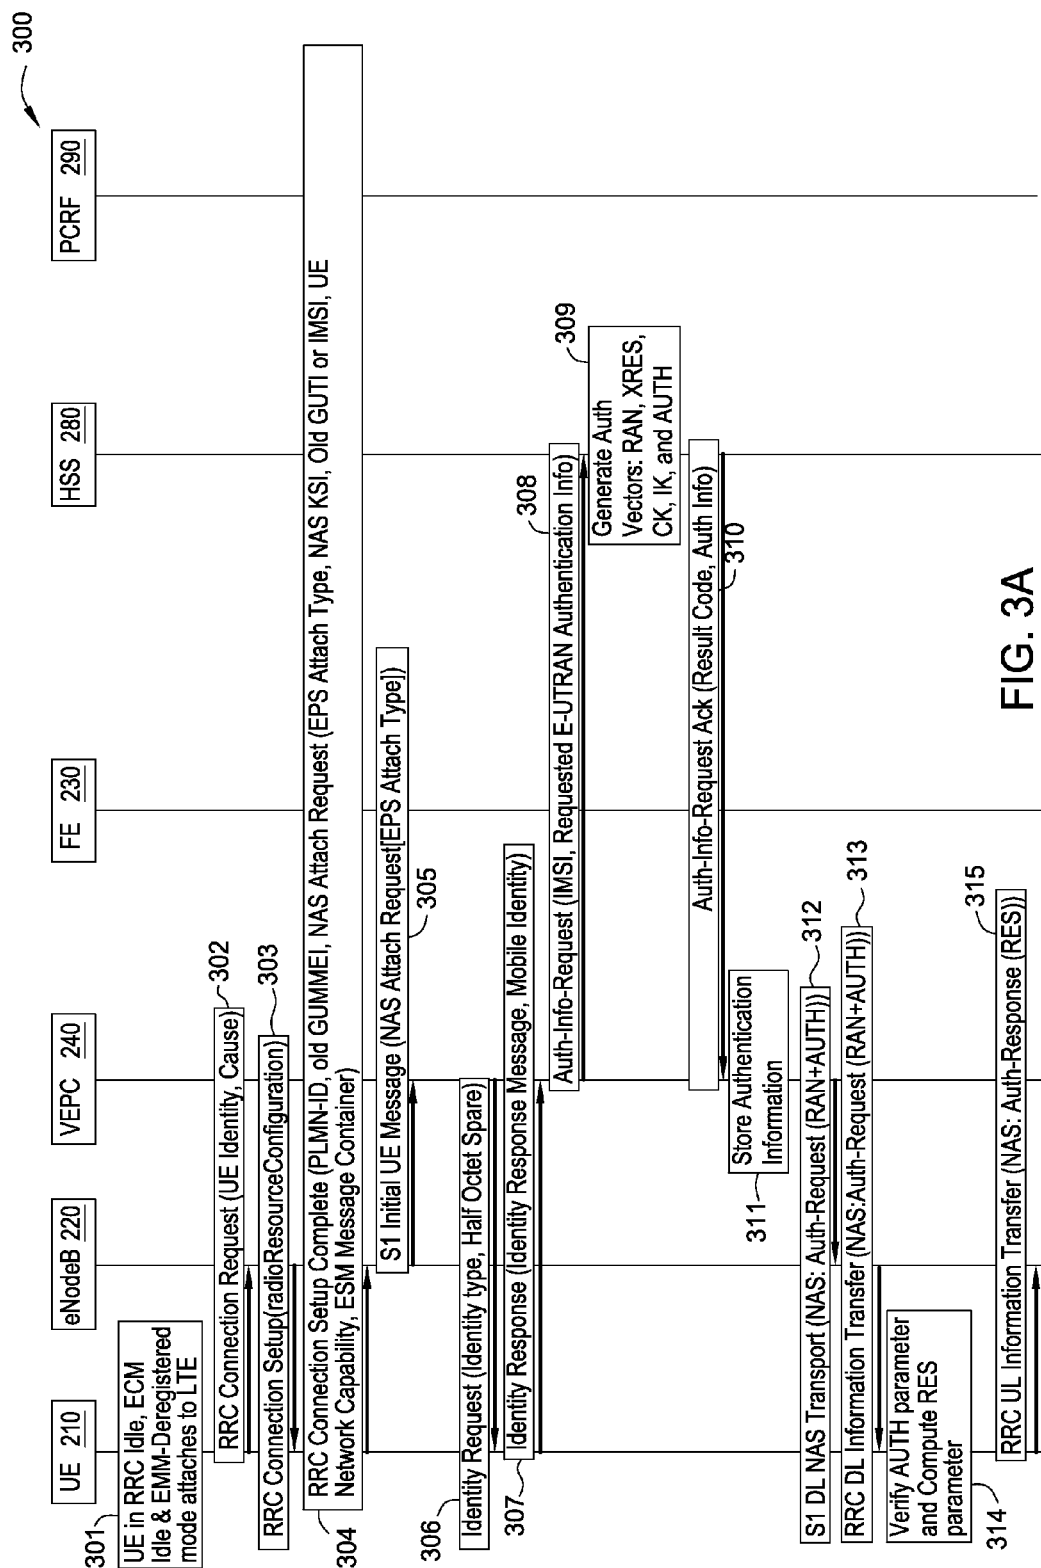 300
UE 210
eNodeB 220
VEPC 240
FE 230
HSS 280
PCRF 290
301
UE in RRC Idle, ECM
Idle & EMM-Deregistered
mode attaches to LTE
RRC Connection Request (UE Identity, Cause)
302
RRC Connection Setup(radioResourceConfiguration)
303
RRC Connection Setup Complete (PLMN-ID, old GUMMEI, NAS Attach Request (EPS Attach Type, NAS KSI, Old GUTI or IMSI, UE
Network Capability, ESM Message Container)
304
S1 Initial UE Message (NAS Attach Request[EPS Attach Type])
305
306
Identity Request (Identity type, Half Octet Spare)
307
Identity Response (Identity Response Message, Mobile Identity)
308
Auth-Info-Request (IMSI, Requested E-UTRAN Authentication Info)
309
Generate Auth
Vectors: RAN, XRES,
CK, IK, and AUTH
Auth-Info-Request Ack (Result Code, Auth Info)
310
311
Store Authentication
Information
S1 DL NAS Transport (NAS: Auth-Request (RAN+AUTH))
312
RRC DL Information Transfer (NAS:Auth-Request (RAN+AUTH))
313
Verify AUTH parameter
and Compute RES
parameter
314
315
RRC UL Information Transfer (NAS: Auth-Response (RES))
FIG. 3A